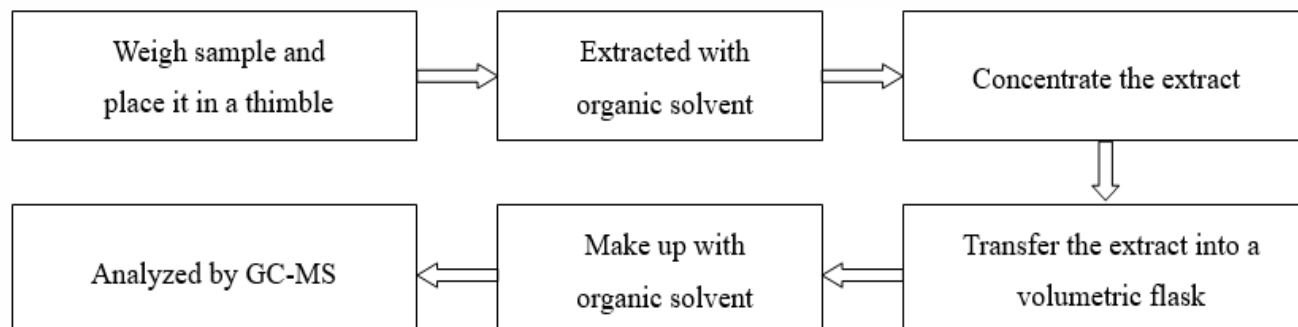 Weigh sample and
place it in a thimble
Extracted with
organic solvent
Concentrate the extract
Transfer the extract into a
volumetric flask
Make up with
organic solvent
Analyzed by GC-MS